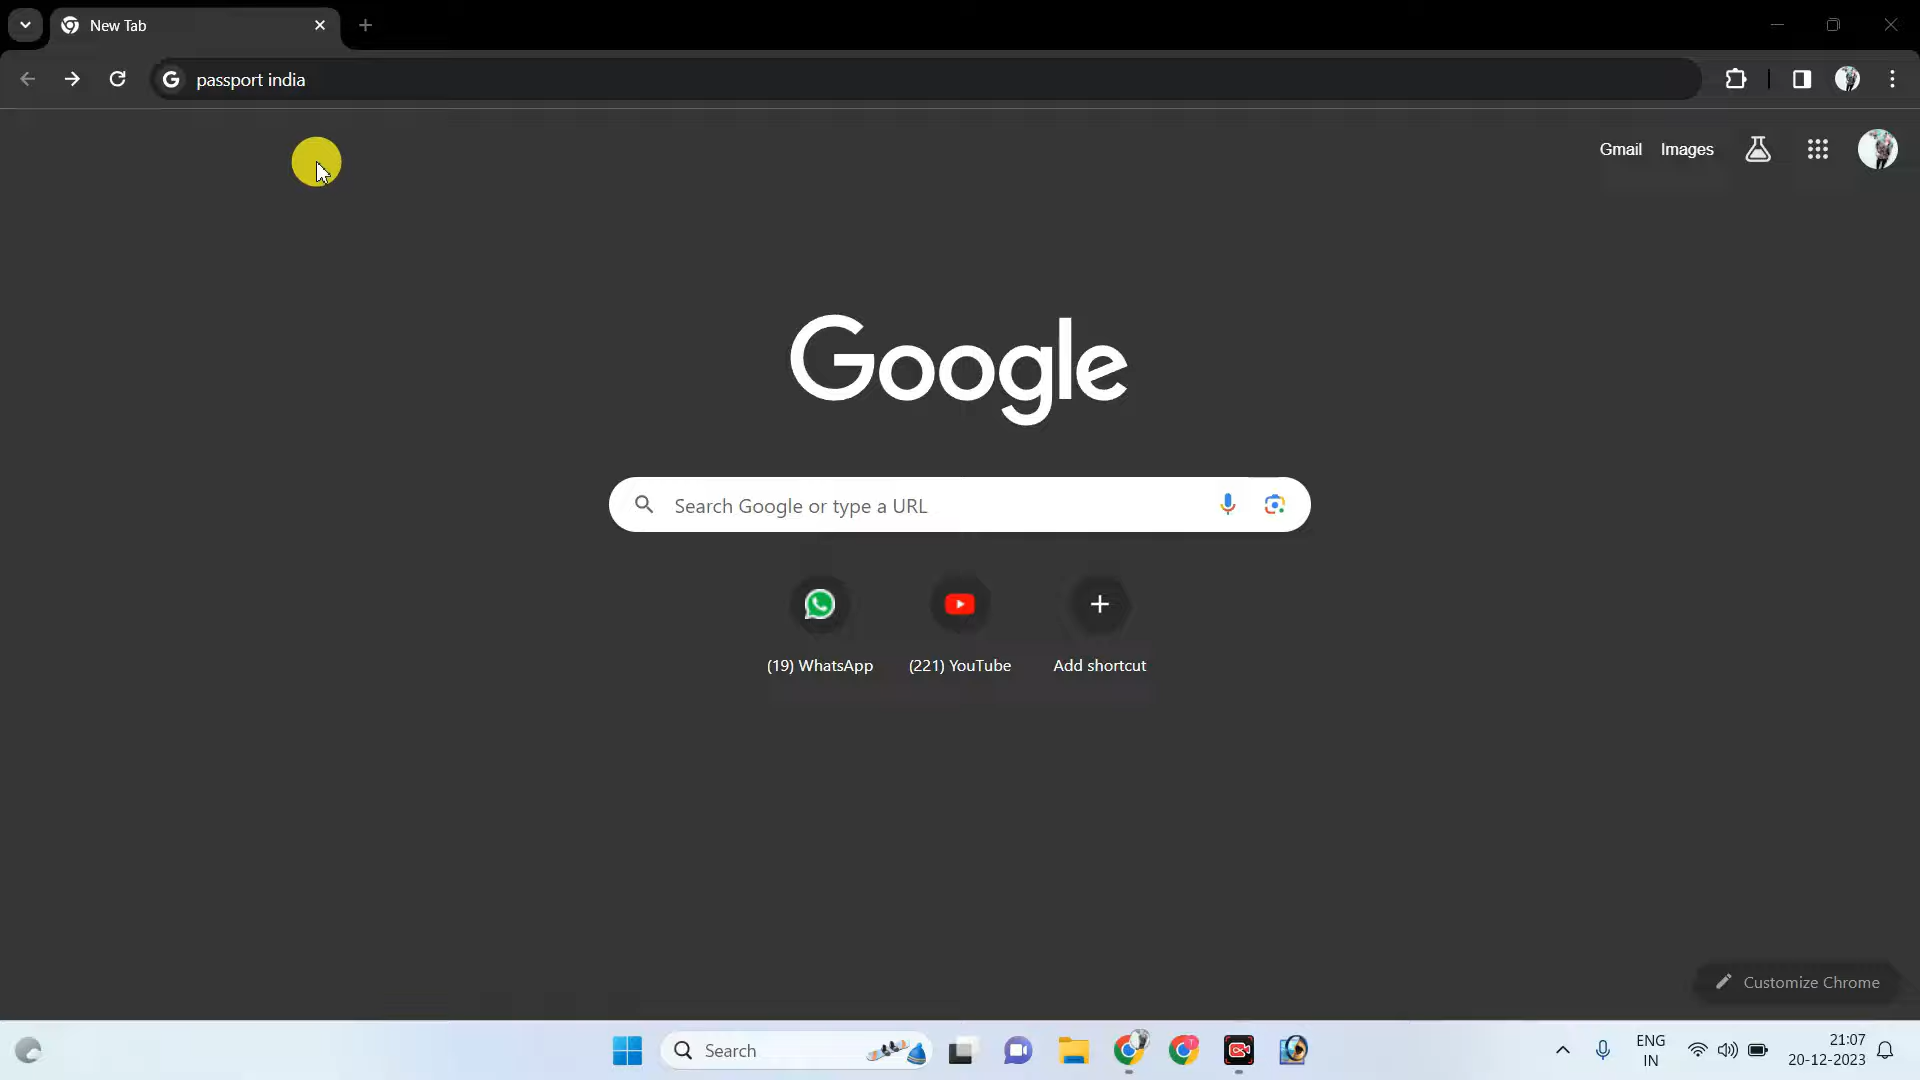 New Tab
passport india
Gmail Images
Google
Search Google or type a URL
(19) WhatsApp (221) YouTube Add shortcut
Customize Chrome
Search
ENG
IN
21:07
20-12-2023